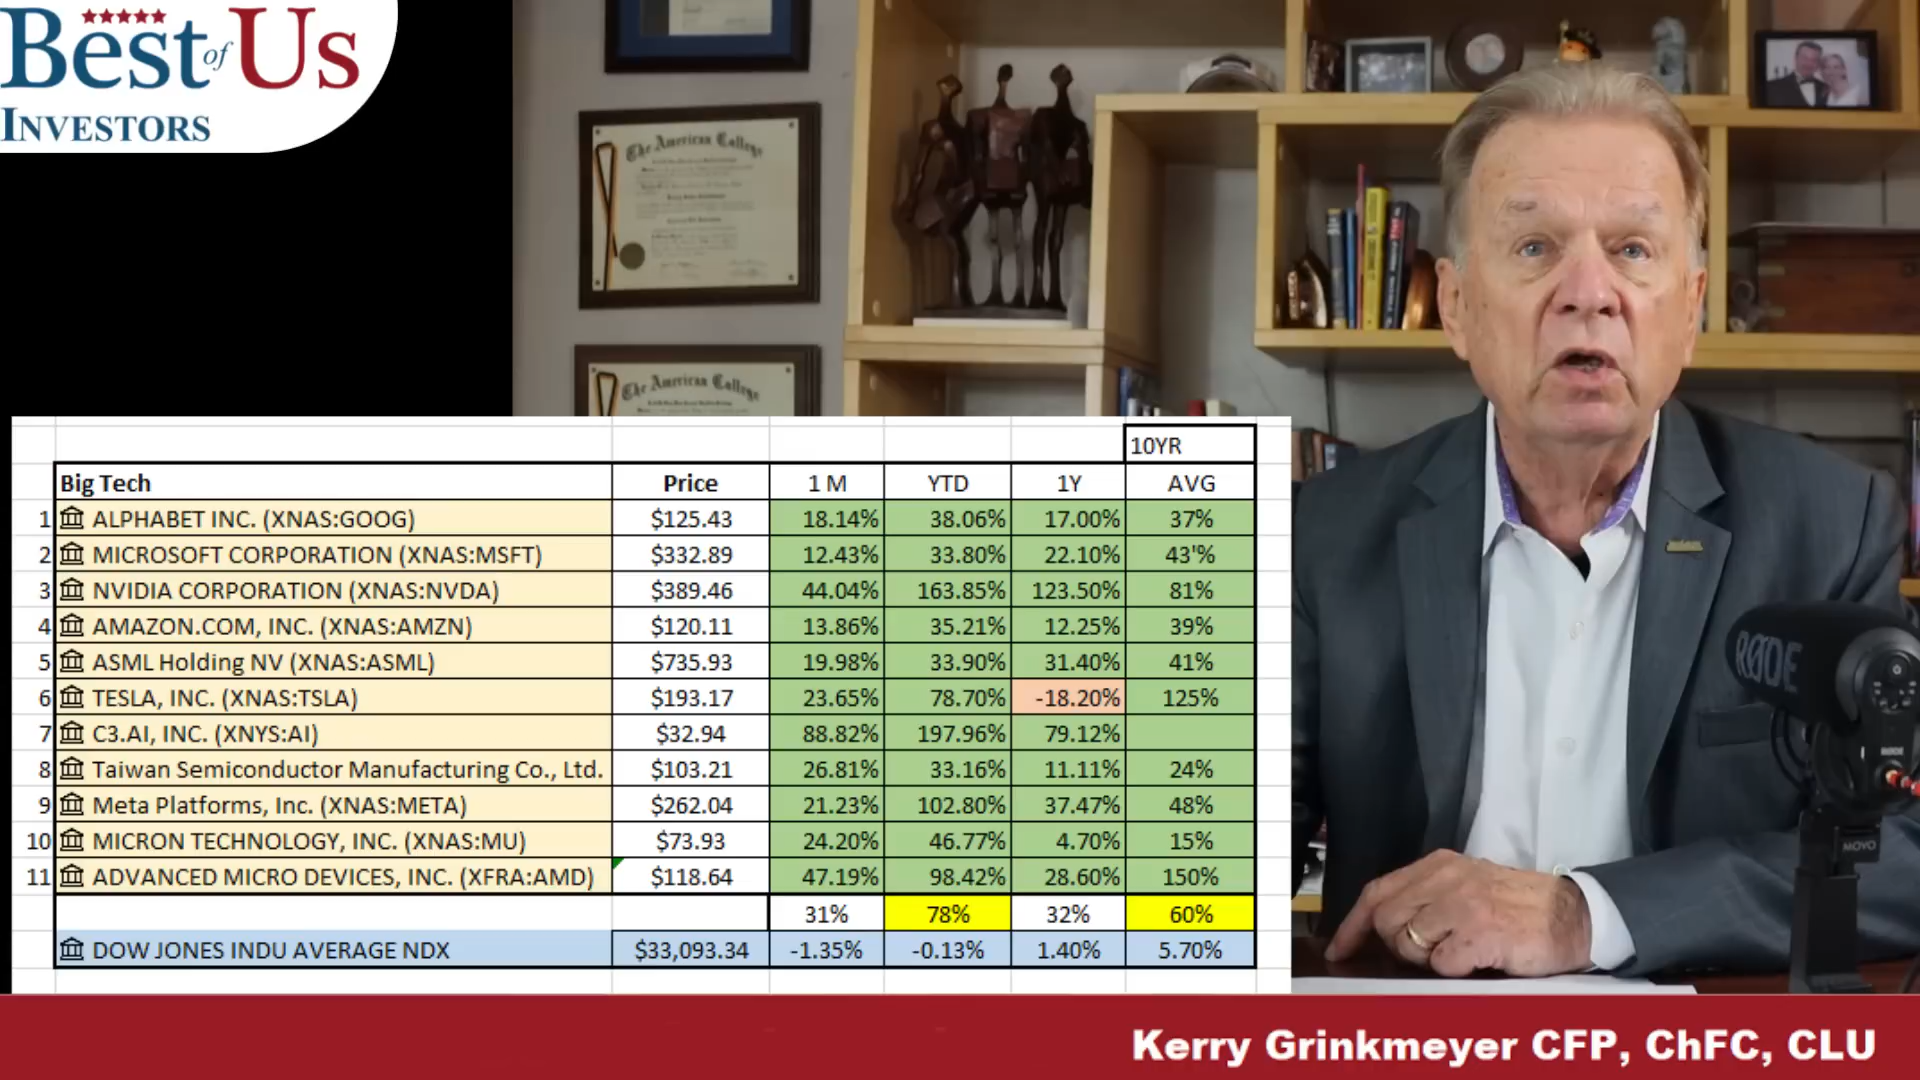 Best of Us
INVESTORS
The American College
The American College
10YR
Big Tech Price 1 M YTD 1Y AVG
1 ALPHABET INC. (XNAS:GOOG) $125.43 18.14% 38.06% 17.00% 37%
2 MICROSOFT CORPORATION (XNAS:MSFT) $332.89 12.43% 33.80% 22.10% 43'%
3 NVIDIA CORPORATION (XNAS:NVDA) $389.46 44.04% 163.85% 123.50% 81%
4 AMAZON.COM, INC. (XNAS:AMZN) $120.11 13.86% 35.21% 12.25% 39%
5 ASML Holding NV (XNAS:ASML) $735.93 19.98% 33.90% 31.40% 41%
6 TESLA, INC. (XNAS:TSLA) $193.17 23.65% 78.70% -18.20% 125%
7 C3.AI, INC. (XNYS:AI) $32.94 88.82% 197.96% 79.12%
8 Taiwan Semiconductor Manufacturing Co., Ltd. $103.21 26.81% 33.16% 11.11% 24%
9 Meta Platforms, Inc. (XNAS:META) $262.04 21.23% 102.80% 37.47% 48%
10 MICRON TECHNOLOGY, INC. (XNAS:MU) $73.93 24.20% 46.77% 4.70% 15%
11 ADVANCED MICRO DEVICES, INC. (XFRA:AMD) $118.64 47.19% 98.42% 28.60% 150%
31% 78% 32% 60%
DOW JONES INDU AVERAGE NDX $33,093.34 -1.35% -0.13% 1.40% 5.70%
RØDE
RØDE
MOVO
Kerry Grinkmeyer CFP, ChFC, CLU